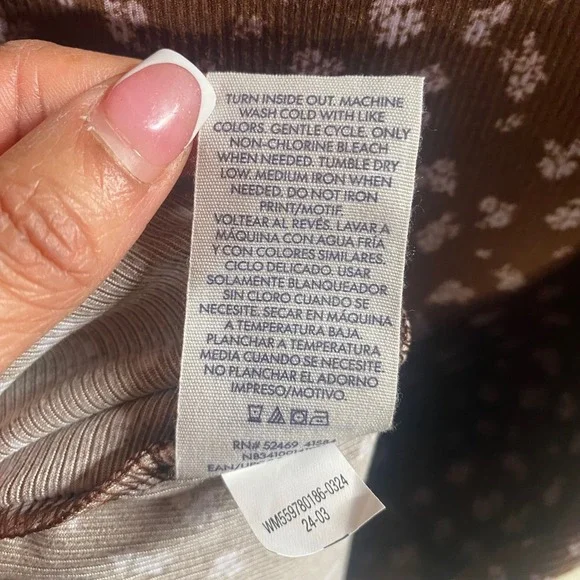 TURN INSIDE OUT. MACHINE
WASH COLD WITH LIKE
COLORS. GENTLE CYCLE. ONLY
NON-CHLORINE BLEACH
WHEN NEEDED. TUMBLE DRY
LOW. MEDIUM IRON WHEN
NEEDED. DO NOT IRON
PRINT/MOTIF.
VOLTEAR AL REVÉS. LAVAR A
MÁQUINA CON AGUA FRÍA
Y CON COLORES SIMILARES.
CICLO DELICADO. USAR
SOLAMENTE BLANQUEADOR
SIN CLORO CUANDO SE
NECESITE. SECAR EN MÁQUINA
A TEMPERATURA BAJA
PLANCHAR A TEMPERATURA
MEDIA CUANDO SE NECESITE.
NO PLANCHAR EL ADORNO
IMPRESO/MOTIVO.
RN# 52469
WM559780186-0324
24-03